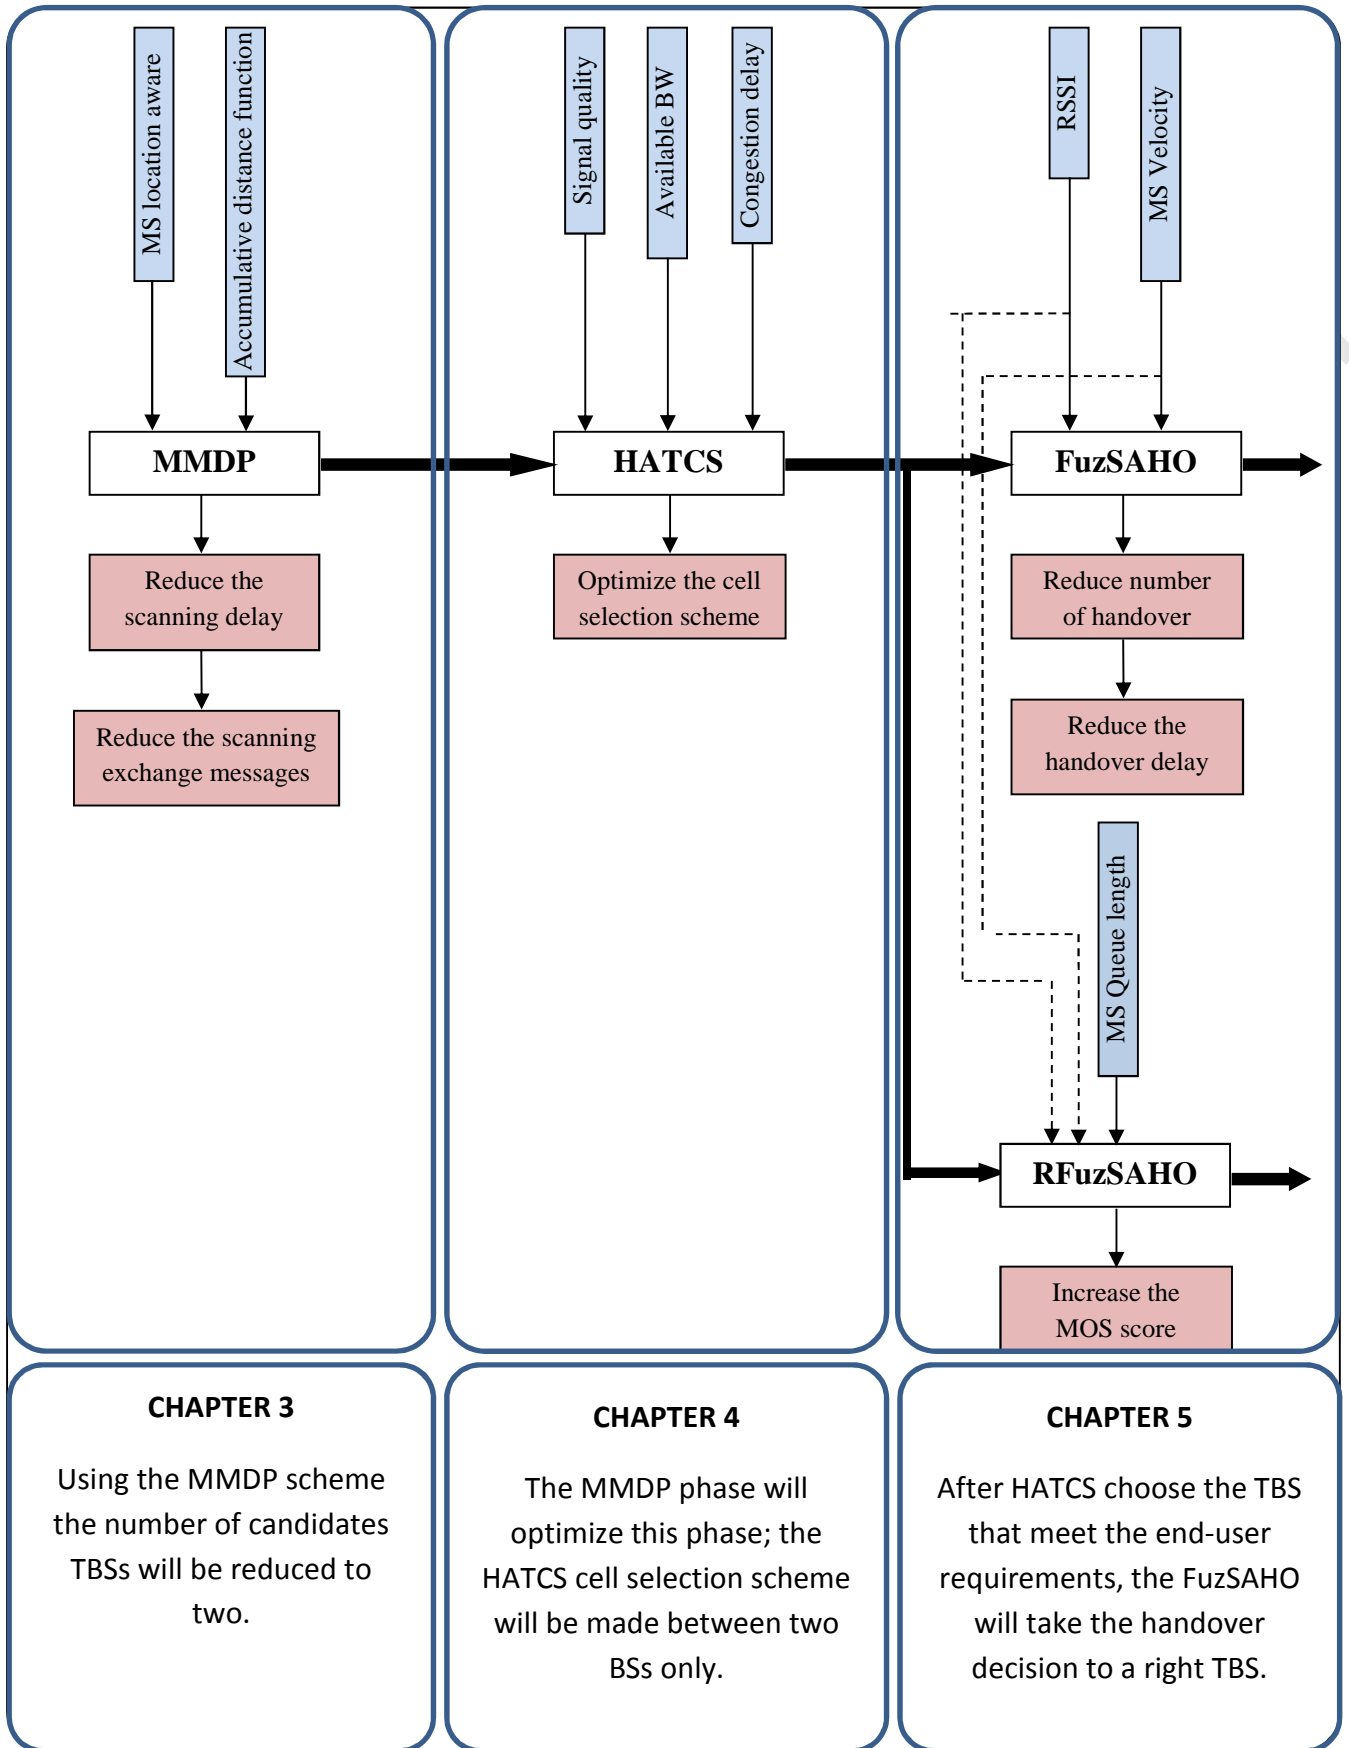 MS location aware
Accumulative distance function
MMDP
Reduce the
scanning delay
Reduce the scanning
exchange messages
Signal quality
Available BW
Congestion delay
HATCS
Optimize the cell
selection scheme
RSSI
MS Velocity
FuzSAHO
Reduce number
of handover
Reduce the
handover delay
MS Queue length
RFuzSAHO
Increase the
MOS score
CHAPTER 3
Using the MMDP scheme
the number of candidates
TBSs will be reduced to
two.
CHAPTER 4
The MMDP phase will
optimize this phase; the
HATCS cell selection scheme
will be made between two
BSs only.
CHAPTER 5
After HATCS choose the TBS
that meet the end-user
requirements, the FuzSAHO
will take the handover
decision to a right TBS.